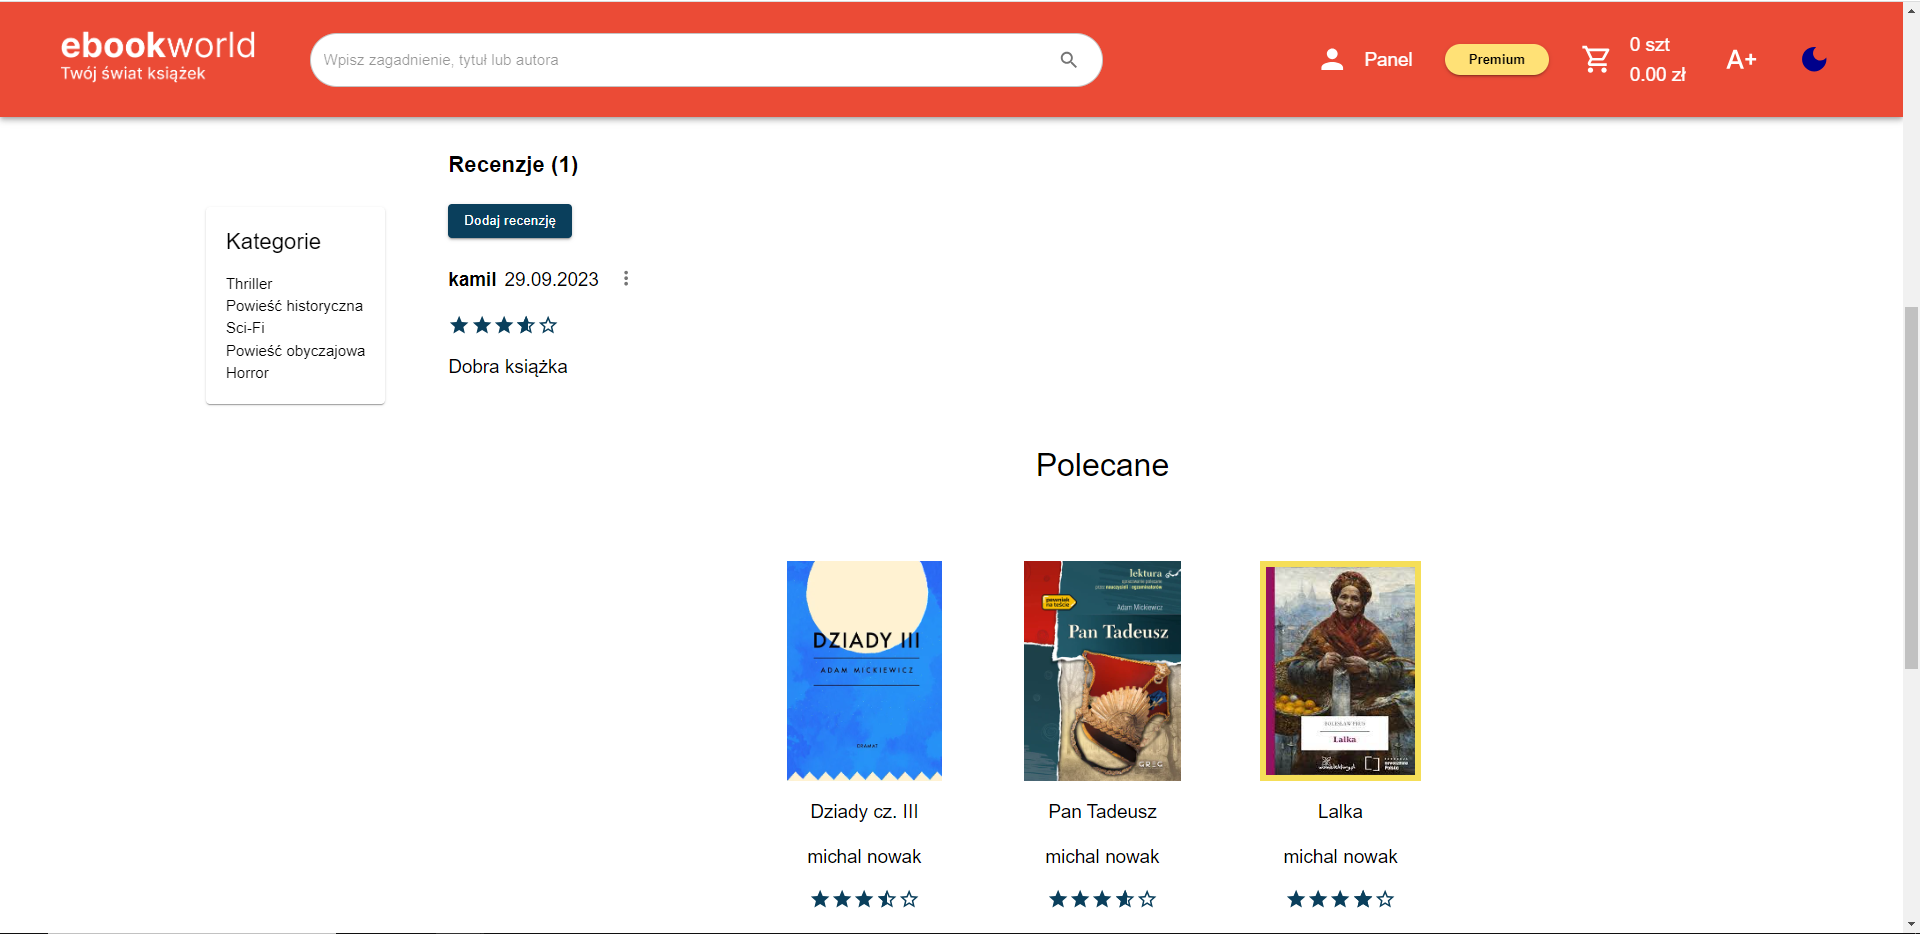 ebookworld
Twój świat książek
Wpisz zagadnienie, tytuł lub autora
Panel
Premium
0 szt
0.00 zł
A+
Recenzje (1)
Dodaj recenzję
Kategorie
Thriller
Powieść historyczna
Sci-Fi
Powieść obyczajowa
Horror
kamil 29.09.2023
Dobra książka
Polecane
DZIADY III
ADAM MICKIEWICZ
DRAMAT
lektura
pewniak
na teście
Adam Mickiewicz
Pan Tadeusz
GREG
BOLESŁAW PRUS
Lalka
Dziady cz. III
Pan Tadeusz
Lalka
michal nowak
michal nowak
michal nowak